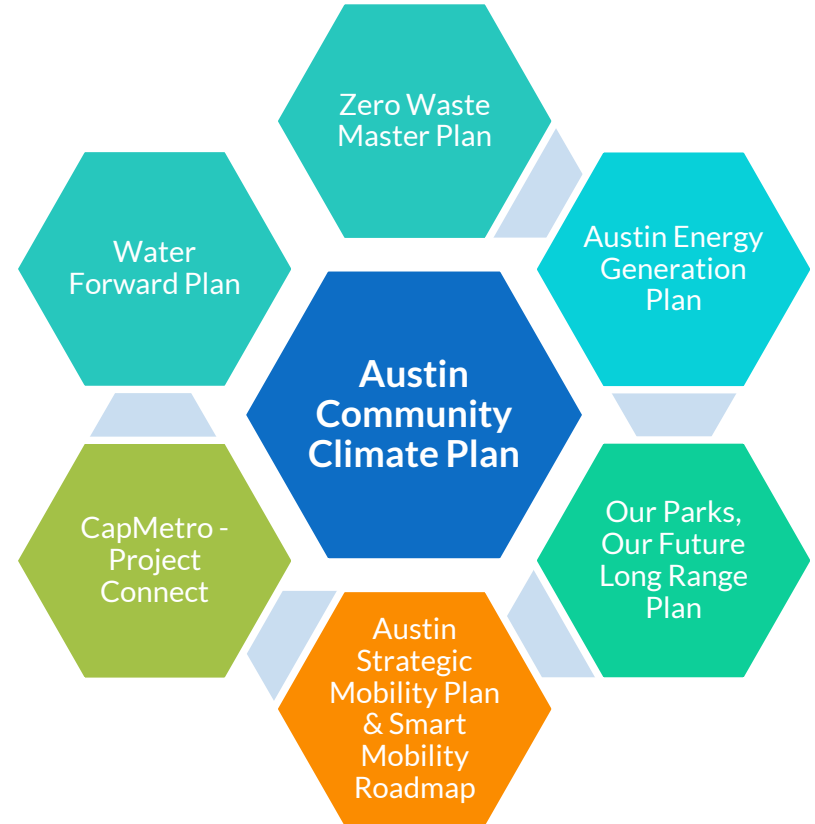 Zero Waste
Master Plan
Austin Energy
Generation
Plan
Water
Forward Plan
Austin
Community
Climate Plan
Our Parks,
Our Future
Long Range
Plan
CapMetro -
Project
Connect
Austin
Strategic
Mobility Plan
& Smart
Mobility
Roadmap